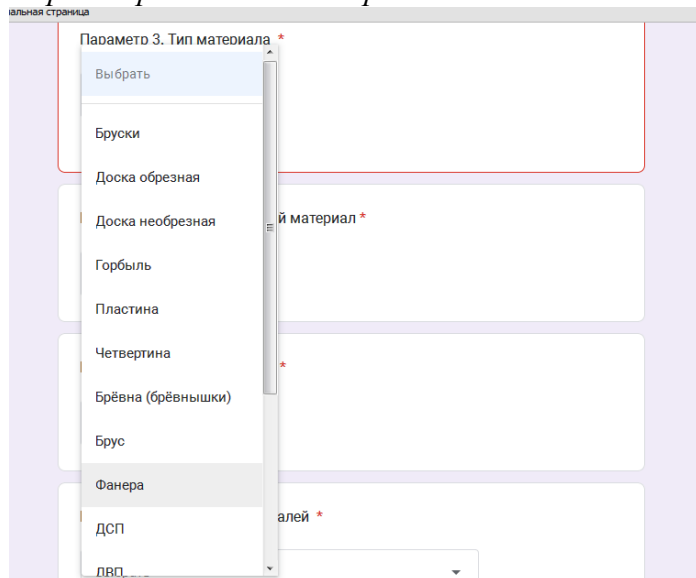 альная страница
Параметр 3. Тип материала *
Выбрать
Бруски
Доска обрезная
Доска необрезная
й материал *
Горбыль
Пластина
Четвертина
*
Брёвна (брёвнышки)
Брус
Фанера
алей *
ДСП
ДВП